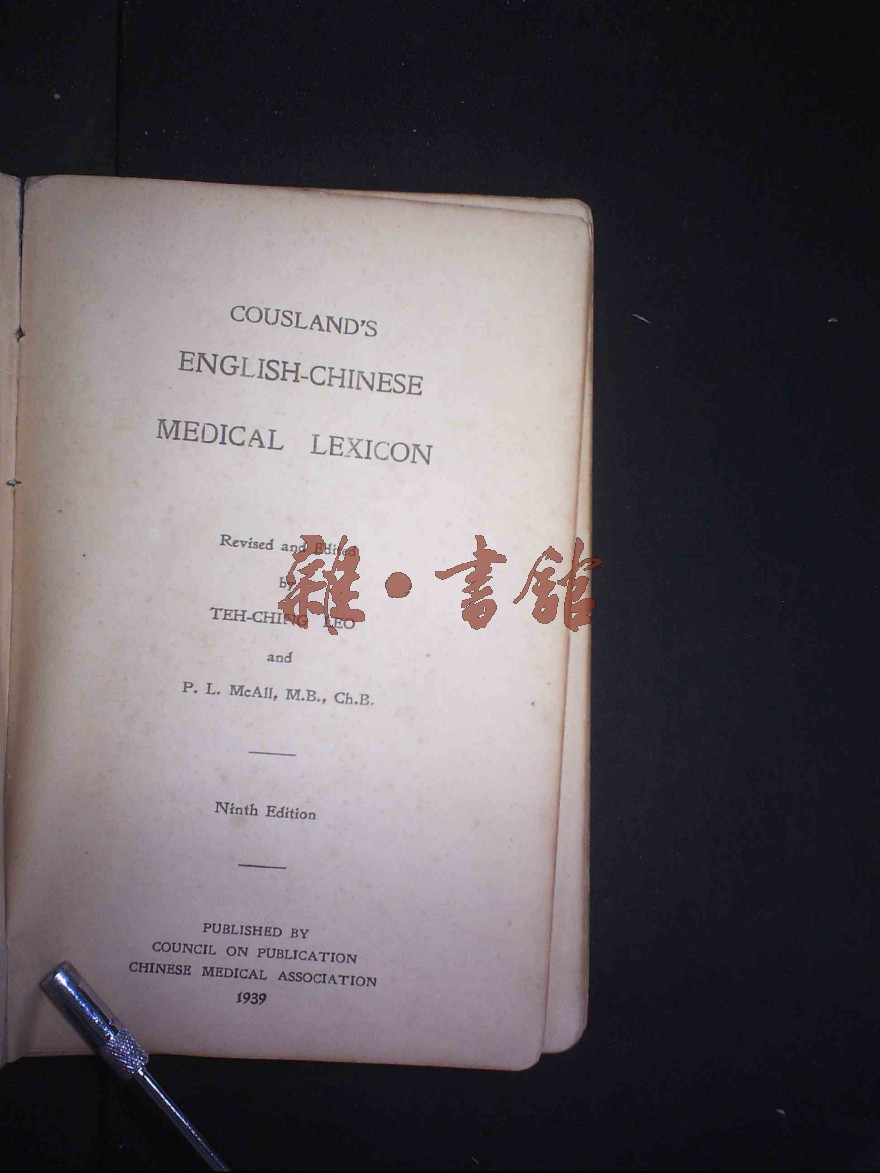 COUSLAND'S
ENGLISH-CHINESE
MEDICAL LEXICON
Revised and Edited
by
TEH-CHING LEO
and
P. L. McAll, M.B., Ch.B.
Ninth Edition
PUBLISHED BY
COUNCIL ON PUBLICATION
CHINESE MEDICAL ASSOCIATION
1939
雜·書館